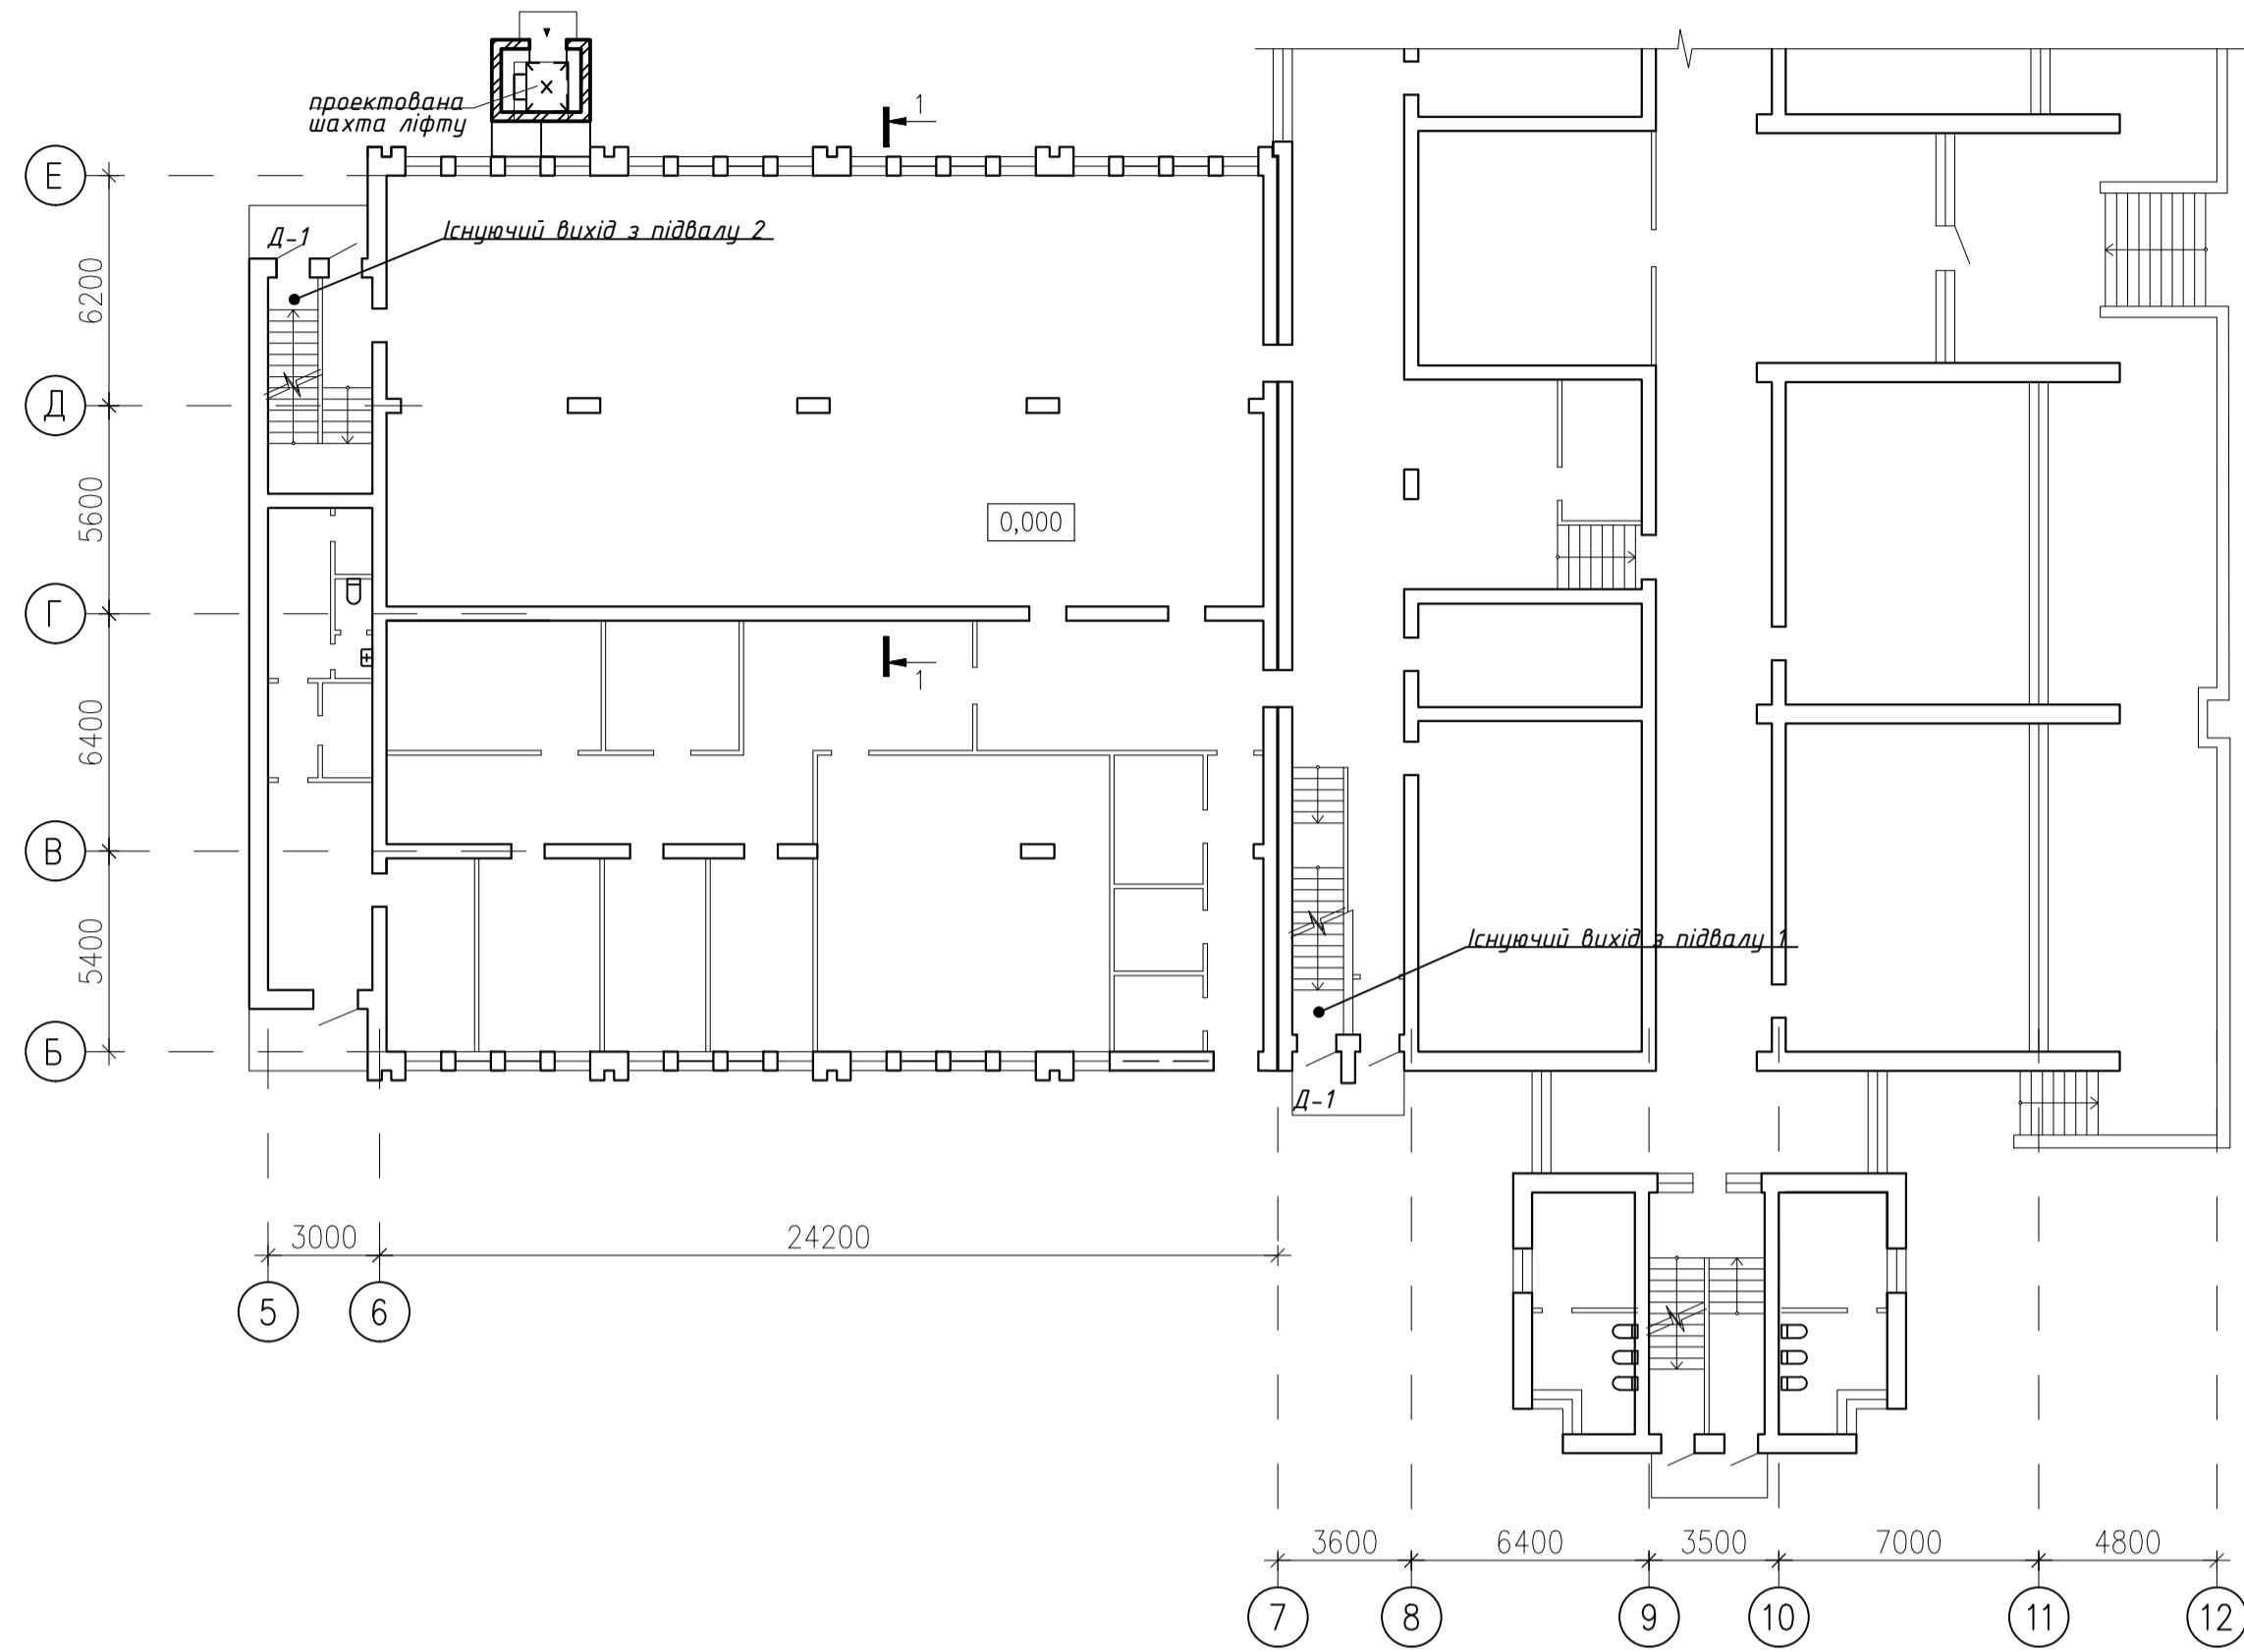 проектована
шахта ліфту
1
Е
Д-1
Існуючий вихід з підвалу 2
6200
Д
0,000
5600
Г
1
6400
В
Існуючий вихід з підвалу 1
5400
Б
Д-1
3000
24200
5
6
3600
6400
3500
7000
4800
7
8
9
10
11
12